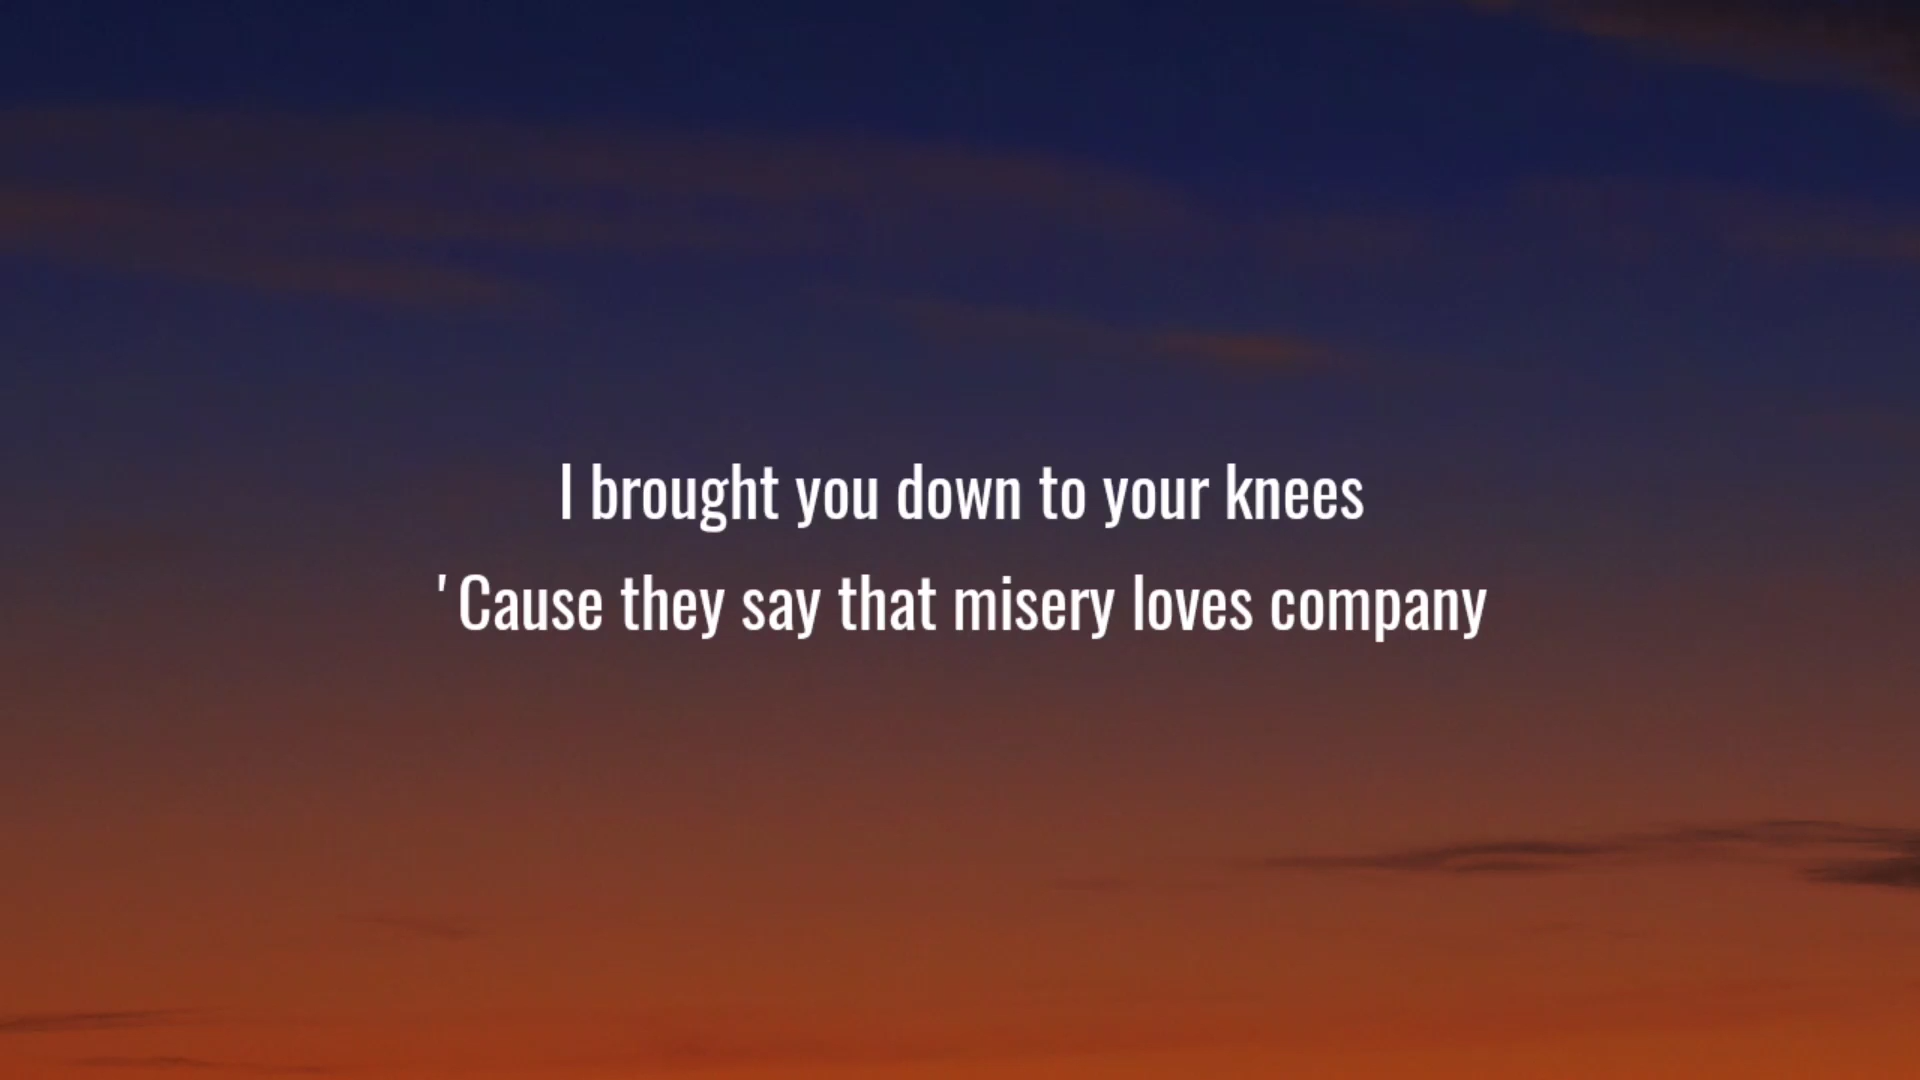 I brought you down to your knees
'Cause they say that misery loves company